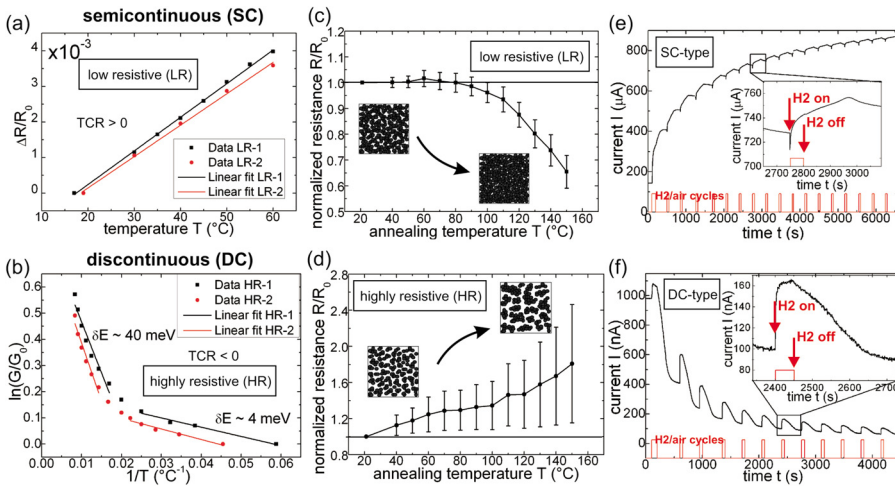 semicontinuous (SC)
(a)
×10⁻³
4
3
2
1
0
ΔR/R₀
low resistive (LR)
TCR > 0
Data LR-1
Data LR-2
Linear fit LR-1
Linear fit LR-2
10 20 30 40 50 60
temperature T (°C)
discontinuous (DC)
(b)
0.6
0.5
0.4
0.3
0.2
0.1
0.0
ln(G/G₀)
Data HR-1
Data HR-2
Linear fit HR-1
Linear fit HR-2
δE ~ 40 meV
TCR < 0
highly resistive (HR)
δE ~ 4 meV
0.00 0.01 0.02 0.03 0.04 0.05 0.06
1/T (°C⁻¹)
(c)
1.2
1.1
1.0
0.9
0.8
0.7
0.6
0.5
normalized resistance R/R₀
low resistive (LR)
0 20 40 60 80 100 120 140 160
annealing temperature T (°C)
(d)
2.8
2.4
2.0
1.6
1.2
0.8
normalized resistance R/R₀
highly resistive (HR)
0 20 40 60 80 100 120 140 160
annealing temperature T (°C)
(e)
800
600
400
200
0
current I (μA)
SC-type
780
760
740
720
700
current I (μA)
H2 on
H2 off
2700 2800 2900 3000
time t (s)
H2/air cycles
0 1000 2000 3000 4000 5000 6000
time t (s)
(f)
1000
800
600
400
200
0
current I (nA)
DC-type
160
140
120
100
80
current I (nA)
H2 on
H2 off
2400 2500 2600 2700
time t (s)
H2/air cycles
0 1000 2000 3000 4000
time t (s)